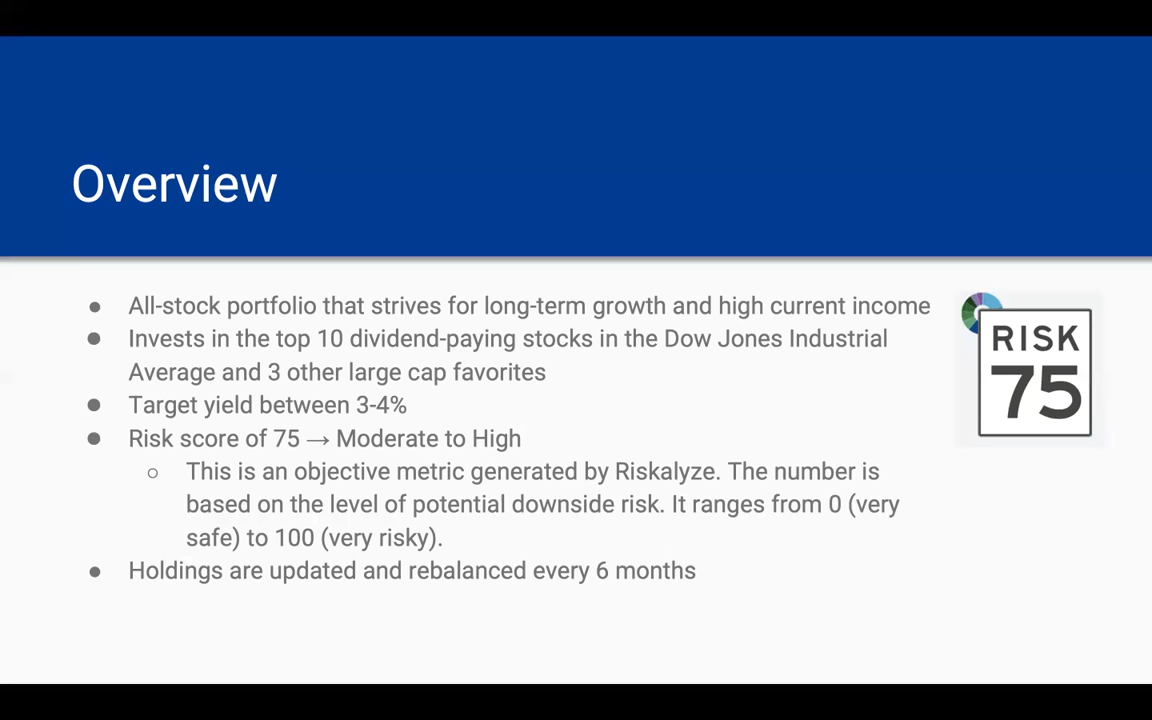 Overview
● All-stock portfolio that strives for long-term growth and high current income
● Invests in the top 10 dividend-paying stocks in the Dow Jones Industrial
Average and 3 other large cap favorites
● Target yield between 3-4%
● Risk score of 75 → Moderate to High
○ This is an objective metric generated by Riskalyze. The number is
based on the level of potential downside risk. It ranges from 0 (very
safe) to 100 (very risky).
● Holdings are updated and rebalanced every 6 months
RISK
75